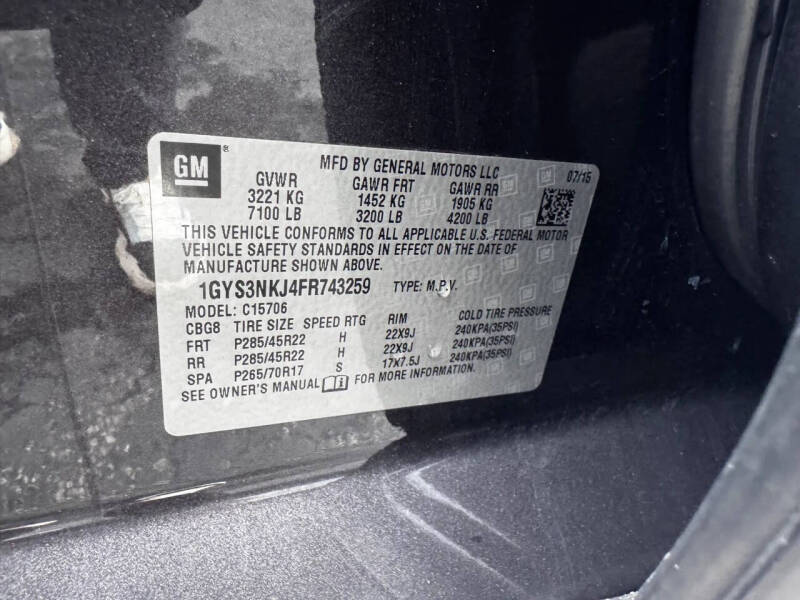 GM ® MFD BY GENERAL MOTORS LLC 07/15
GVWR GAWR FRT GAWR RR
3221 KG 1452 KG 1905 KG
7100 LB 3200 LB 4200 LB
THIS VEHICLE CONFORMS TO ALL APPLICABLE U.S. FEDERAL MOTOR
VEHICLE SAFETY STANDARDS IN EFFECT ON THE DATE OF
MANUFACTURE SHOWN ABOVE.
1GYS3NKJ4FR743259 TYPE: M.P.V.
MODEL: C15706
CBG8 TIRE SIZE SPEED RTG RIM COLD TIRE PRESSURE
FRT P285/45R22 H 22X9J 240KPA(35PSI)
RR P285/45R22 H 22X9J 240KPA(35PSI)
SPA P265/70R17 S 17X7.5J 240KPA(35PSI)
SEE OWNER'S MANUAL FOR MORE INFORMATION.